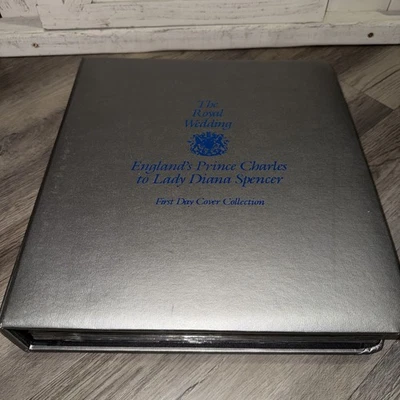 The
Royal
Wedding
England's Prince Charles
to Lady Diana Spencer
First Day Cover Collection